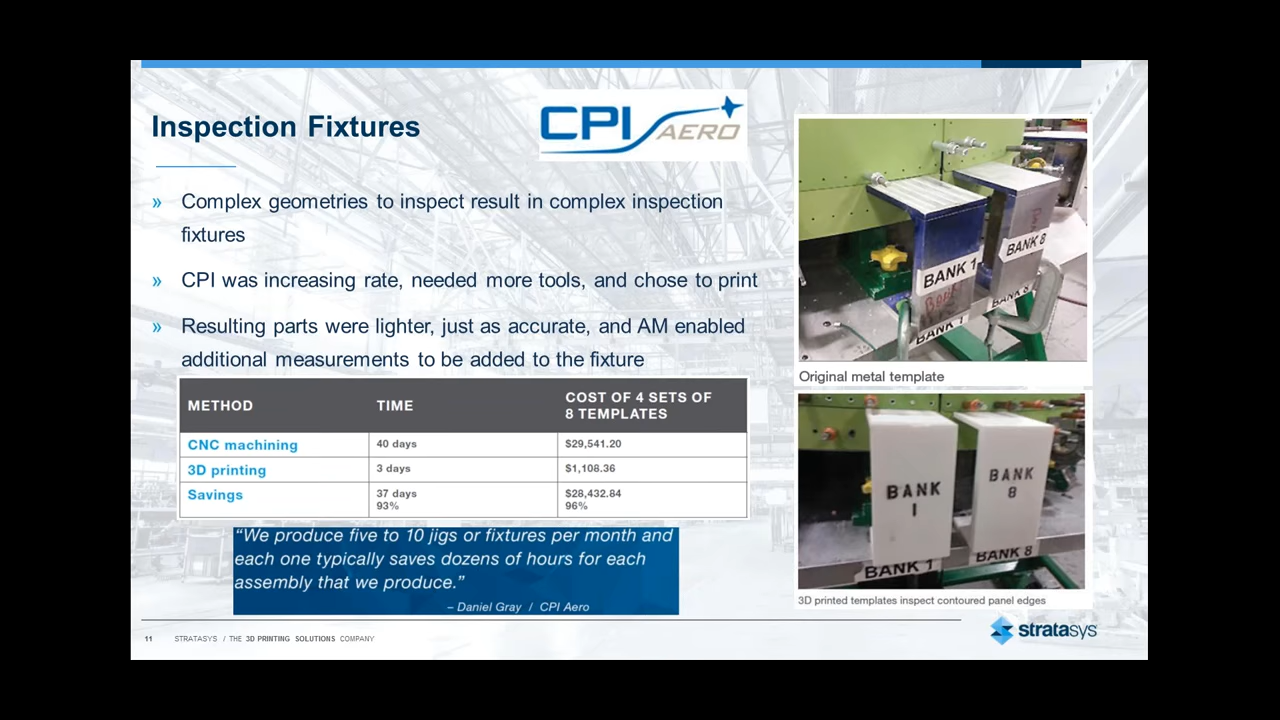 Inspection Fixtures
CPI AERO
» Complex geometries to inspect result in complex inspection
fixtures
» CPI was increasing rate, needed more tools, and chose to print
» Resulting parts were lighter, just as accurate, and AM enabled
additional measurements to be added to the fixture
METHOD TIME COST OF 4 SETS OF
8 TEMPLATES
CNC machining 40 days $29,541.20
3D printing 3 days $1,108.36
Savings 37 days $28,432.84
93% 96%
“We produce five to 10 jigs or fixtures per month and
each one typically saves dozens of hours for each
assembly that we produce.”
– Daniel Gray / CPI Aero
BANK 1
BANK 8
BANK 8
BANK 1
Original metal template
BANK
1
BANK
8
BANK 1
BANK 8
3D printed templates inspect contoured panel edges
11 STRATASYS / THE 3D PRINTING SOLUTIONS COMPANY
stratasys